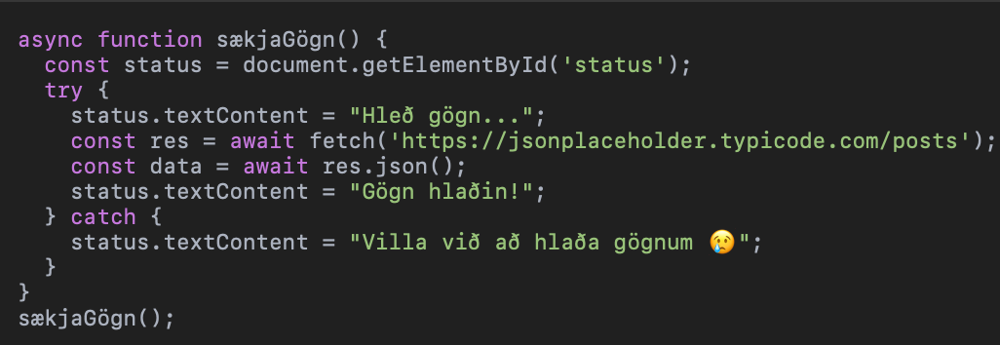 async function sækjaGögn() {
  const status = document.getElementById('status');
  try {
    status.textContent = "Hleð gögn...";
    const res = await fetch('https://jsonplaceholder.typicode.com/posts');
    const data = await res.json();
    status.textContent = "Gögn hlaðin!";
  } catch {
    status.textContent = "Villa við að hlaða gögnum 😢";
  }
}
sækjaGögn();